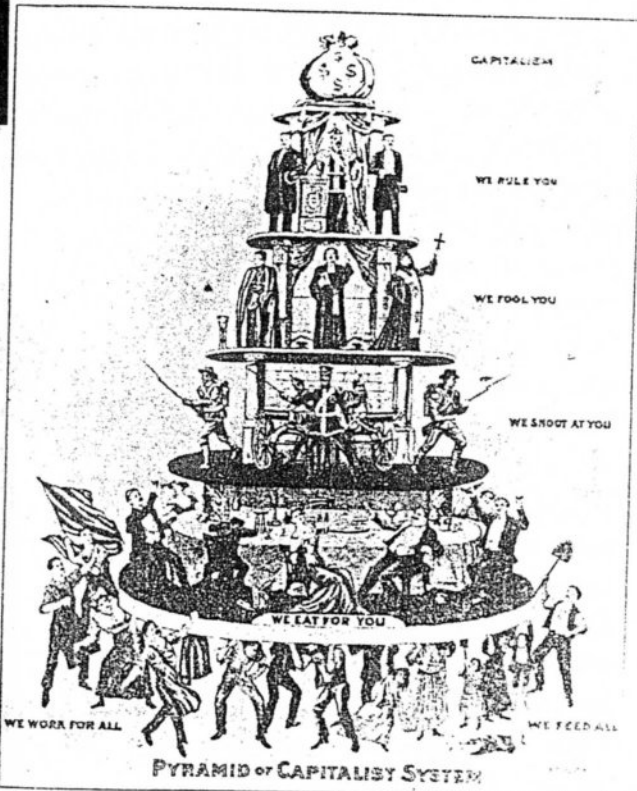 CAPITALISM
WE RULE YOU
WE FOOL YOU
WE SHOOT AT YOU
WE EAT FOR YOU
WE WORK FOR ALL
WE FEED ALL
PYRAMID OF CAPITALIST SYSTEM